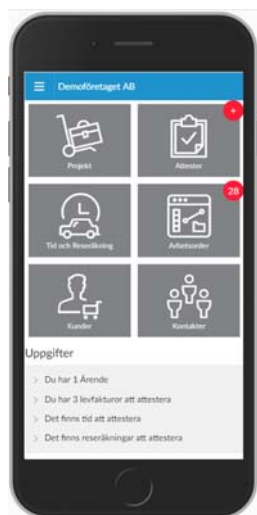 Demoföretaget AB
+
Projekt
Attester
28
Tid och Reseräkning
Arbetsorder
Kunder
Kontakter
Uppgifter
> Du har 1 Ärende
> Du har 3 levfakturor att attestera
> Det finns tid att attestera
> Det finns reseräkningar att attestera